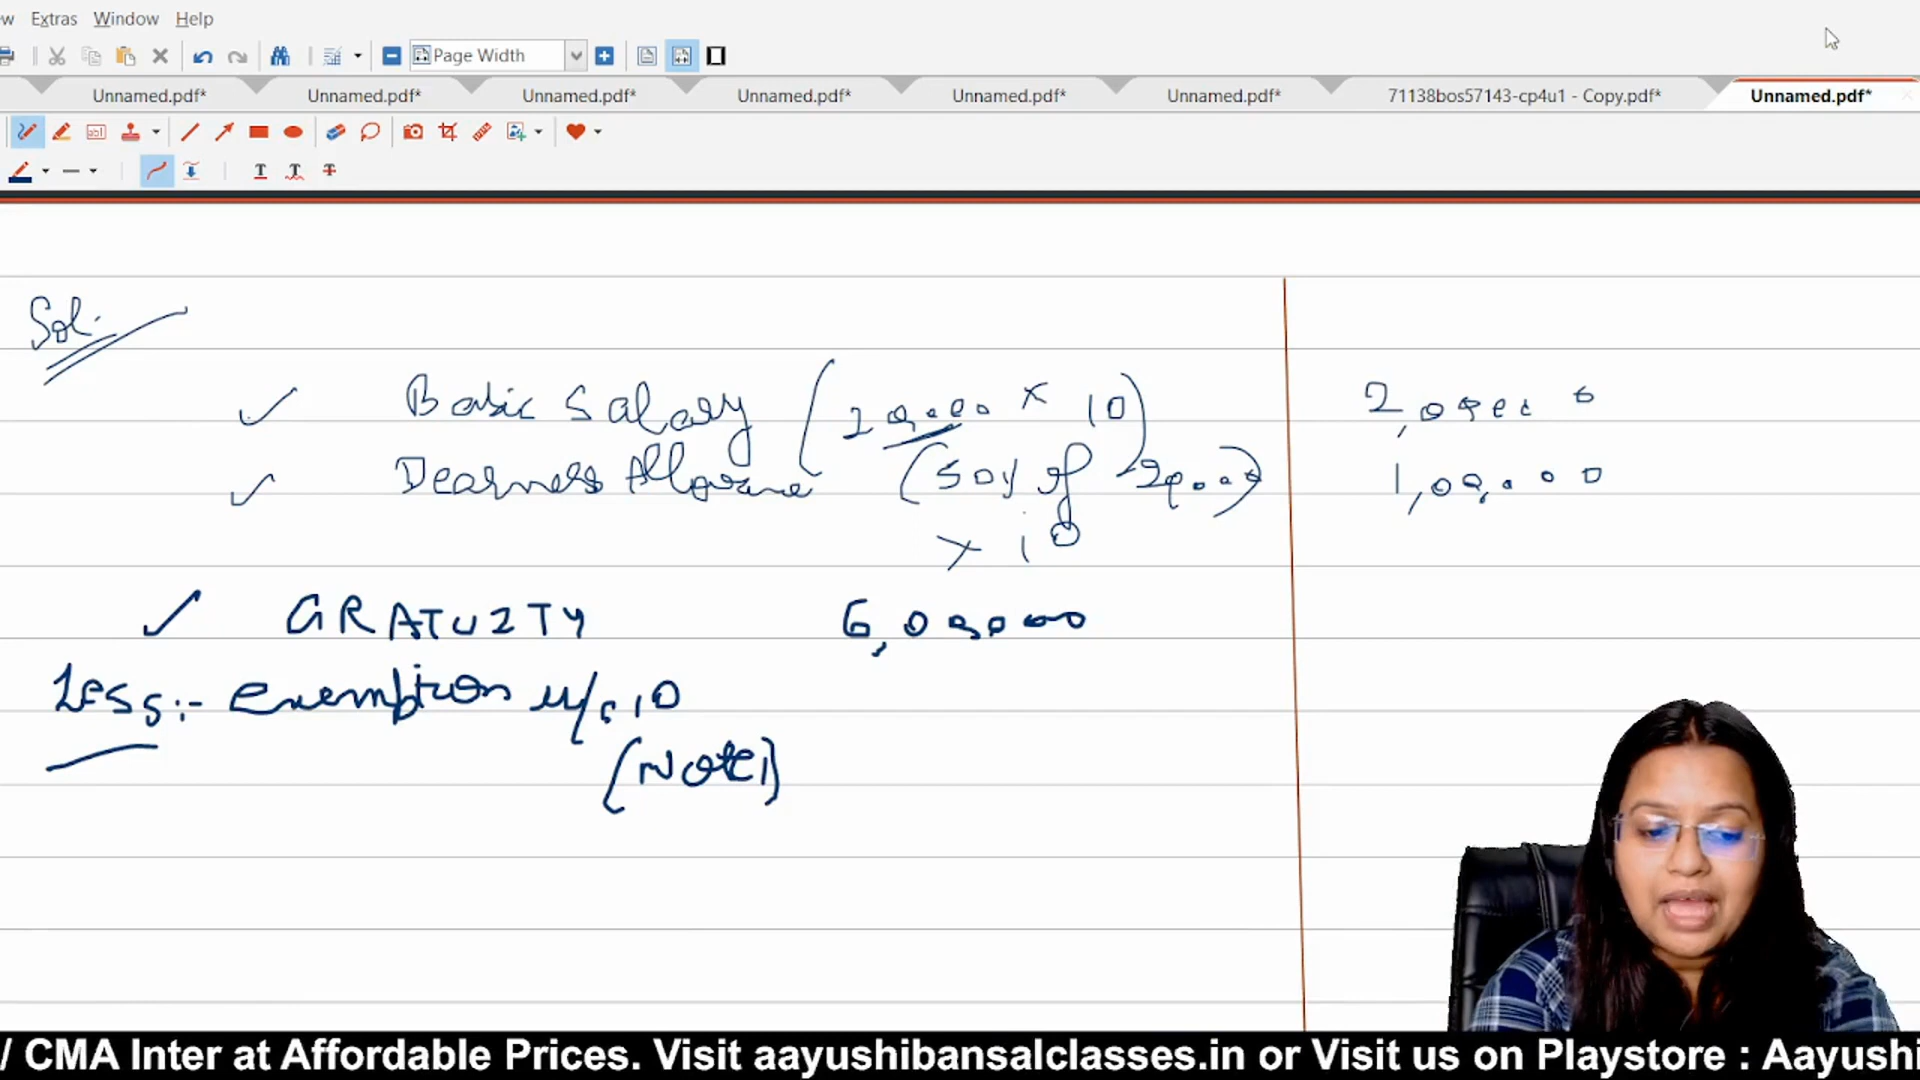 w Extras Window Help
Page Width
Unnamed.pdf* Unnamed.pdf* Unnamed.pdf* Unnamed.pdf* Unnamed.pdf* Unnamed.pdf* 71138bos57143-cp4u1 - Copy.pdf* Unnamed.pdf*
Sol.
Basic Salary (20,000 × 10) 2,00,000
Dearness Allowance (50% of 20,000) 1,00,000
× 10
GRATUITY 6,00,000
Less:- exemption u/s 10
(Note1)
/ CMA Inter at Affordable Prices. Visit aayushibansalclasses.in or Visit us on Playstore : Aayushi